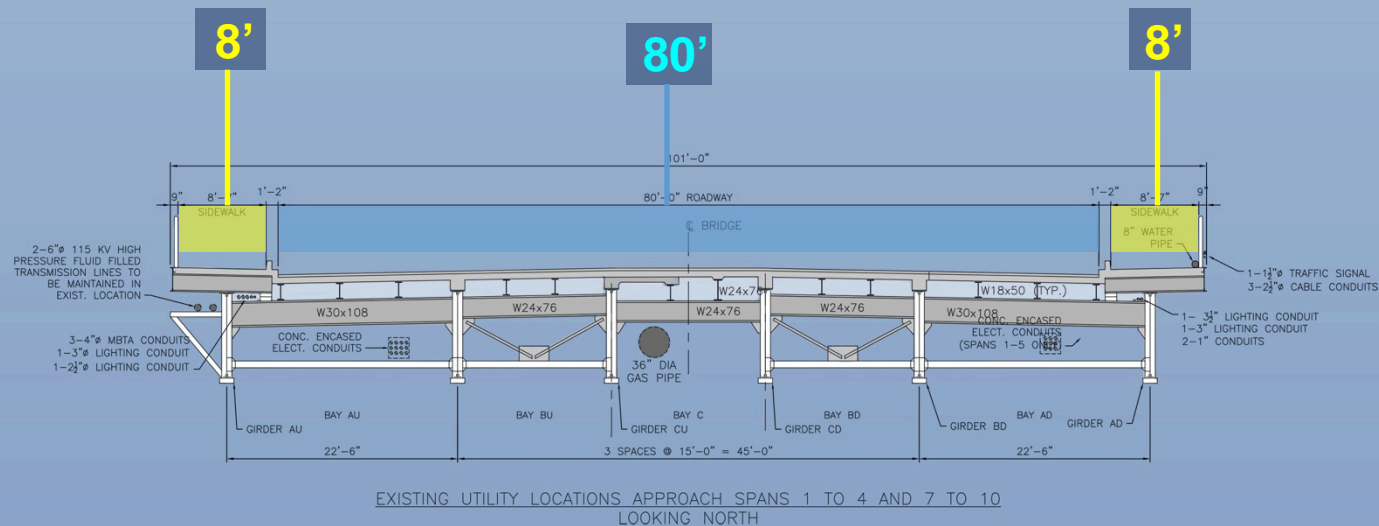 8’
80’
8’
101'-0"
9"
1'-2"
80'-0" ROADWAY
1'-2"
8'-7"
9"
SIDEWALK
SIDEWALK
℄ BRIDGE
8" WATER
PIPE
2-6"ø 115 KV HIGH
PRESSURE FLUID FILLED
TRANSMISSION LINES TO
BE MAINTAINED IN
EXIST. LOCATION
1-1½"ø TRAFFIC SIGNAL
3-2½"ø CABLE CONDUITS
W24x76
W18x50 (TYP.)
W30x108
W24x76
W24x76
W24x76
W30x108
1- 3½" LIGHTING CONDUIT
1-3" LIGHTING CONDUIT
2-1" CONDUITS
3-4"ø MBTA CONDUITS
1-3"ø LIGHTING CONDUIT
1-2½"ø LIGHTING CONDUIT
CONC. ENCASED
ELECT. CONDUITS
CONC. ENCASED
ELECT. CONDUITS
(SPANS 1-5
36" DIA
GAS PIPE
BAY AU
BAY BU
BAY C
BAY BD
BAY AD
GIRDER AU
GIRDER CU
GIRDER CD
GIRDER BD
GIRDER AD
22'-6"
3 SPACES @ 15'-0" = 45'-0"
22'-6"
EXISTING UTILITY LOCATIONS APPROACH SPANS 1 TO 4 AND 7 TO 10
LOOKING NORTH